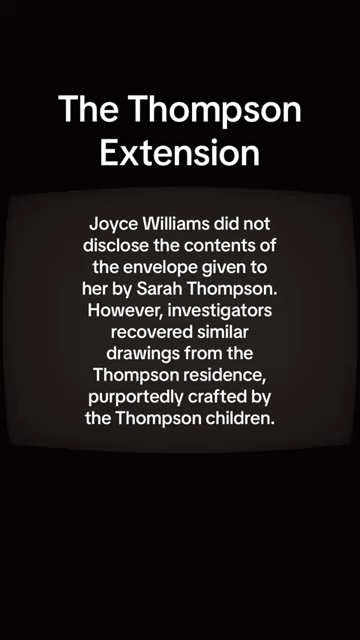 The Thompson
Extension
Joyce Williams did not
disclose the contents of
the envelope given to
her by Sarah Thompson.
However, investigators
recovered similar
drawings from the
Thompson residence,
purportedly crafted by
the Thompson children.